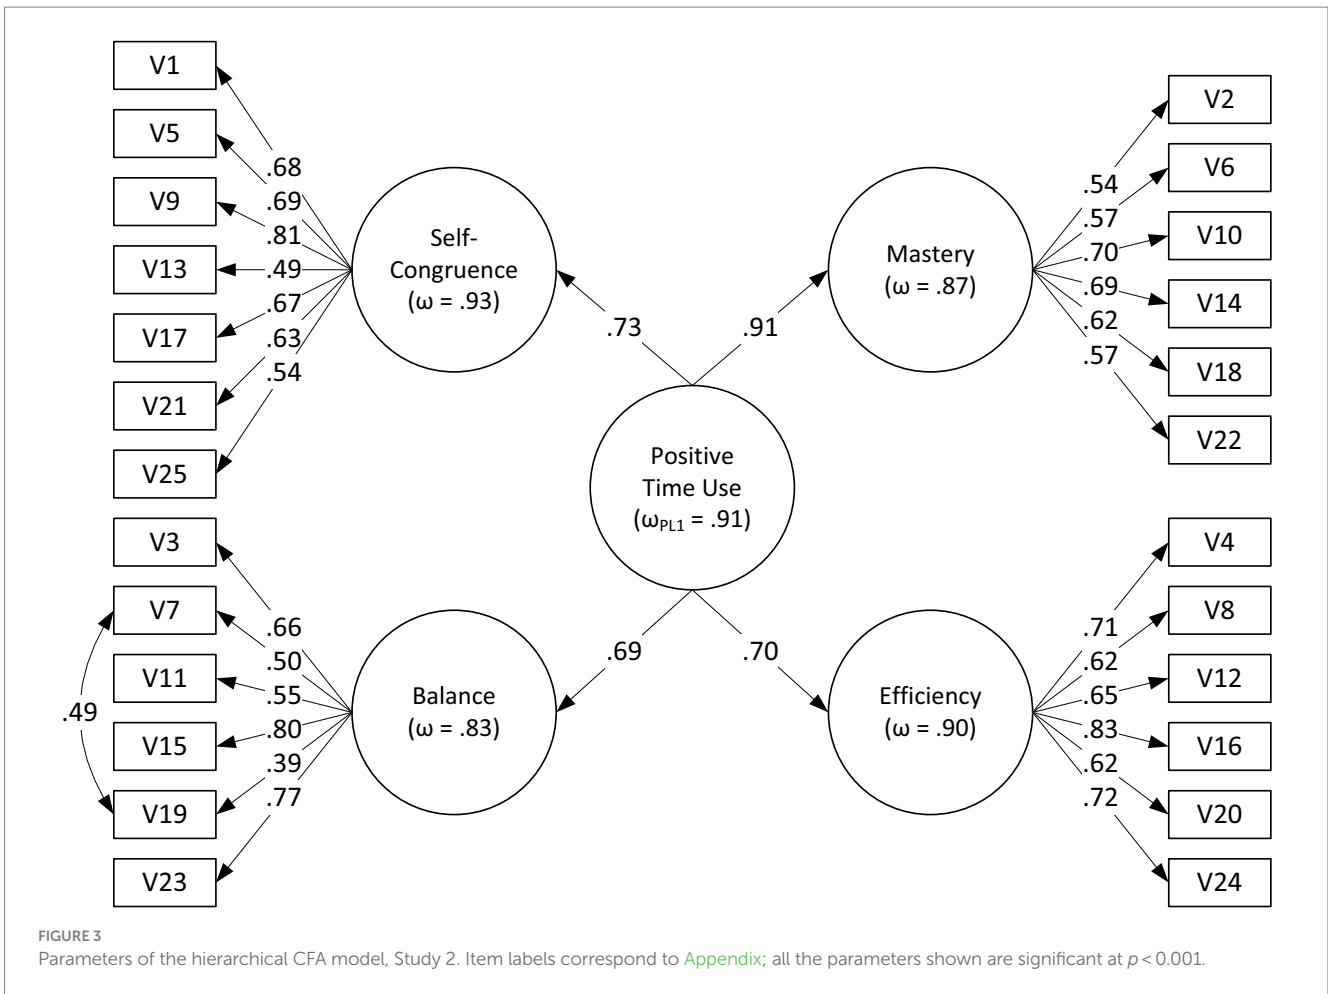 V1
V5
V9
V13
V17
V21
V25
.68
.69
.81
.49
.67
.63
.54
Self-
Congruence
(ω = .93)
V2
V6
V10
V14
V18
V22
.54
.57
.70
.69
.62
.57
Mastery
(ω = .87)
.73
.91
Positive
Time Use
(ωPL1 = .91)
.69
.70
V3
V7
V11
V15
V19
V23
.49
.66
.50
.55
.80
.39
.77
Balance
(ω = .83)
Efficiency
(ω = .90)
.71
.62
.65
.83
.62
.72
V4
V8
V12
V16
V20
V24
FIGURE 3
Parameters of the hierarchical CFA model, Study 2. Item labels correspond to Appendix; all the parameters shown are significant at p < 0.001.